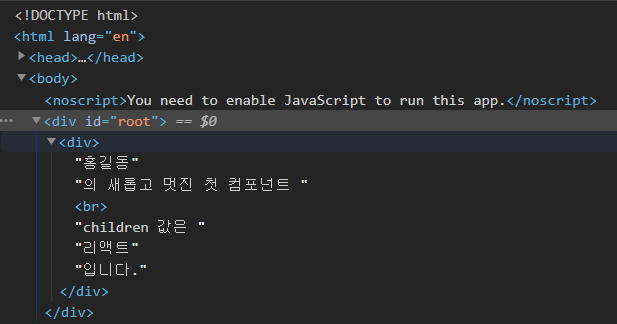 <!DOCTYPE html>
<html lang="en">
<head>…</head>
<body>
<noscript>You need to enable JavaScript to run this app.</noscript>
<div id="root"> == $0
<div>
"홍길동"
"의 새롭고 멋진 첫 컴포넌트 "
<br>
"children 값은 "
"리액트"
"입니다."
</div>
</div>